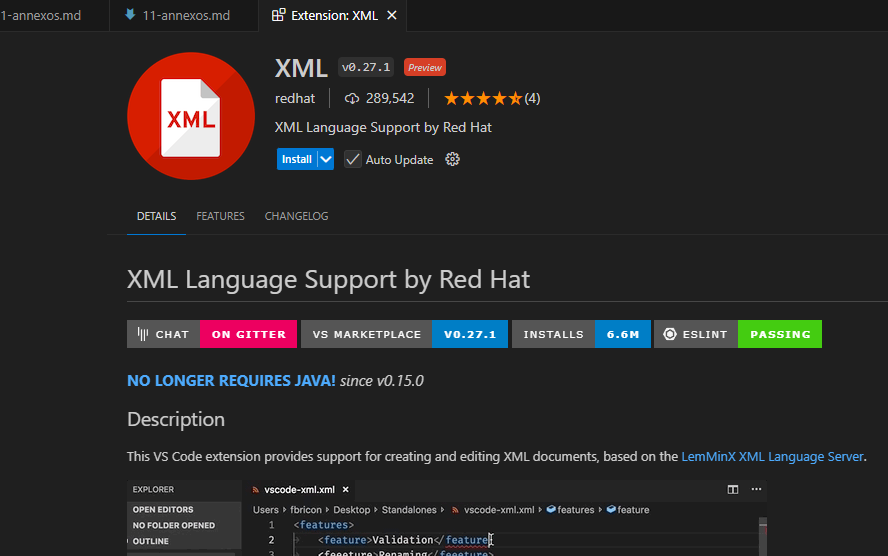 1-annexos.md
11-annexos.md
Extension: XML
XML
XML v0.27.1 Preview
redhat 289,542 (4)
XML Language Support by Red Hat
Install Auto Update
DETAILS FEATURES CHANGELOG
XML Language Support by Red Hat
CHAT ON GITTER VS MARKETPLACE V0.27.1 INSTALLS 6.6M ESLINT PASSING
NO LONGER REQUIRES JAVA! since v0.15.0
Description
This VS Code extension provides support for creating and editing XML documents, based on the LemMinX XML Language Server.
EXPLORER
OPEN EDITORS
NO FOLDER OPENED
OUTLINE
vscode-xml.xml
Users > fbricon > Desktop > Standalones > vscode-xml.xml > features > feature
1 <features>
2 <feature>Validation</feature
3 <feeeture>Renaming</feeeture>